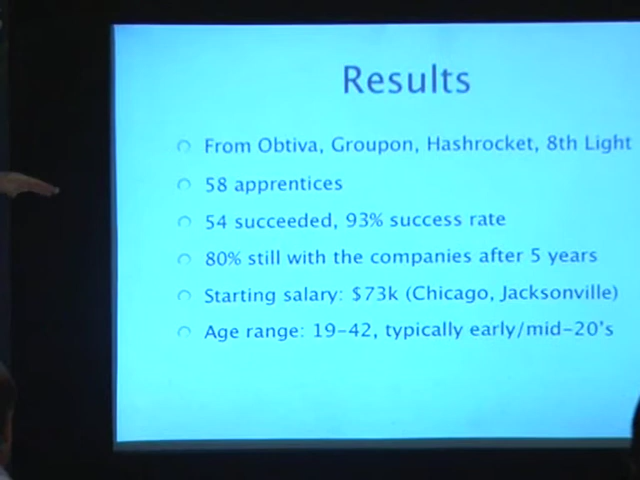 Results
From Obtiva, Groupon, Hashrocket, 8th Light
58 apprentices
54 succeeded, 93% success rate
80% still with the companies after 5 years
Starting salary: $73k (Chicago, Jacksonville)
Age range: 19-42, typically early/mid-20's